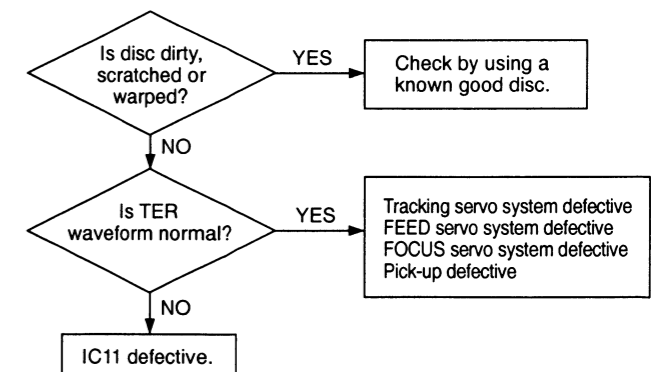 Is disc dirty,
scratched or
warped?
YES
Check by using a
known good disc.
NO
Is TER
waveform normal?
YES
Tracking servo system defective
FEED servo system defective
FOCUS servo system defective
Pick-up defective
NO
IC11 defective.